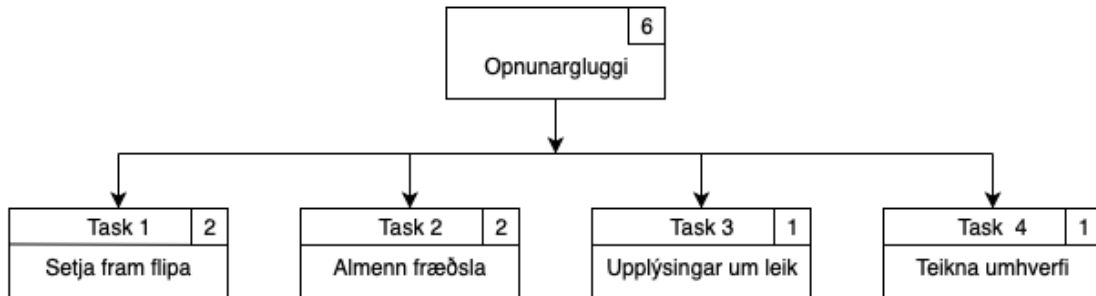 6
Opnunargluggi
Task 1 2
Setja fram flipa
Task 2 2
Almenn fræðsla
Task 3 1
Upplýsingar um leik
Task 4 1
Teikna umhverfi